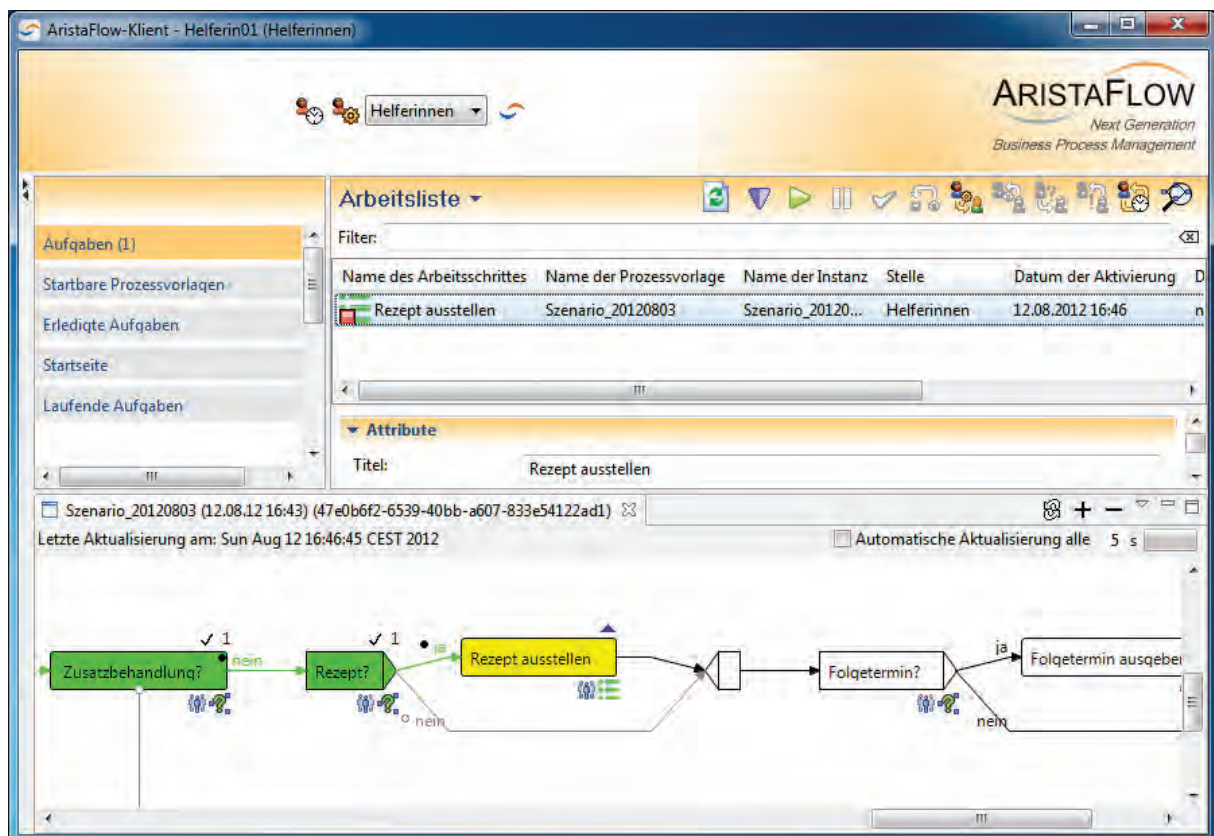 AristaFlow-Klient - Helferin01 (Helferinnen)
Helferinnen
ARISTAFLOW
Next Generation
Business Process Management
Arbeitsliste
Aufgaben (1)
Startbare Prozessvorlagen
Erledigte Aufgaben
Startseite
Laufende Aufgaben
Filter:
Name des Arbeitsschrittes Name der Prozessvorlage Name der Instanz Stelle Datum der Aktivierung D
Rezept ausstellen Szenario_20120803 Szenario_20120... Helferinnen 12.08.2012 16:46 n
Attribute
Titel: Rezept ausstellen
Szenario_20120803 (12.08.12 16:43) (47e0b6f2-6539-40bb-a607-833e54122ad1)
Letzte Aktualisierung am: Sun Aug 12 16:46:45 CEST 2012 Automatische Aktualisierung alle 5 s
1
Zusatzbehandlung?
nein
1
Rezept?
ja
nein
Rezept ausstellen
Folgetermin?
ja
nein
Folgetermin ausgeben